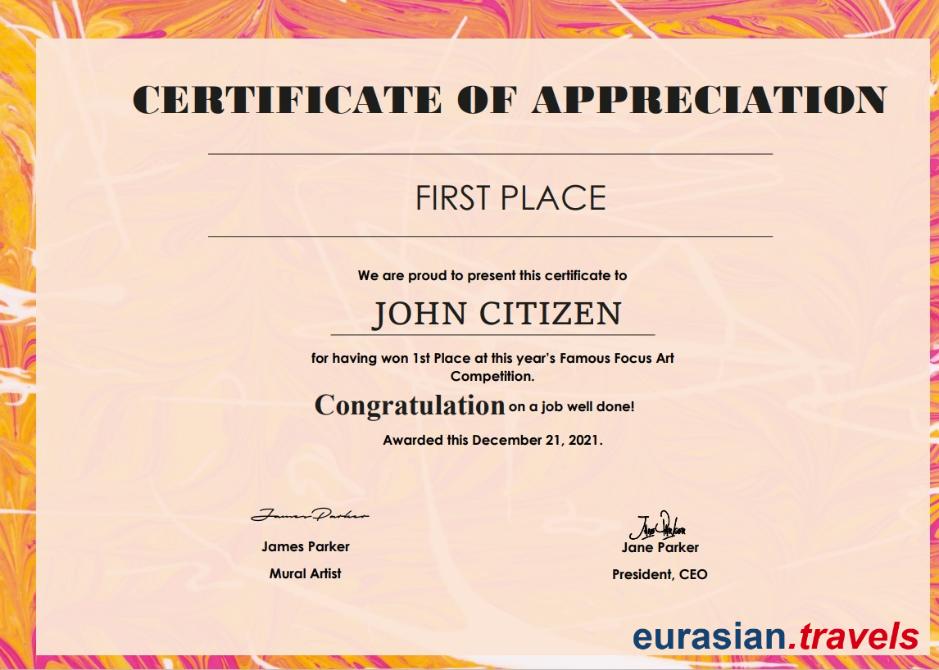 CERTIFICATE OF APPRECIATION
FIRST PLACE
We are proud to present this certificate to
JOHN CITIZEN
for having won 1st Place at this year's Famous Focus Art
Competition.
Congratulation on a job well done!
Awarded this December 21, 2021.
James Parker
Jane Parker
James Parker
Jane Parker
Mural Artist
President, CEO
eurasian.travels